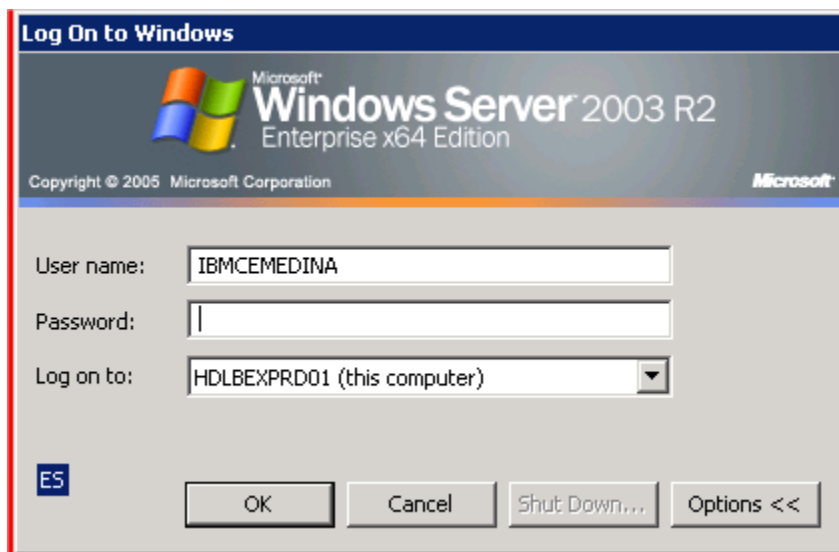 Log On to Windows
Microsoft®
Windows Server™ 2003 R2
Enterprise x64 Edition
Copyright © 2005 Microsoft Corporation Microsoft®
User name: IBMCEMEDINA
Password:
Log on to: HDLBEXPRD01 (this computer)
ES
OK Cancel Shut Down... Options <<